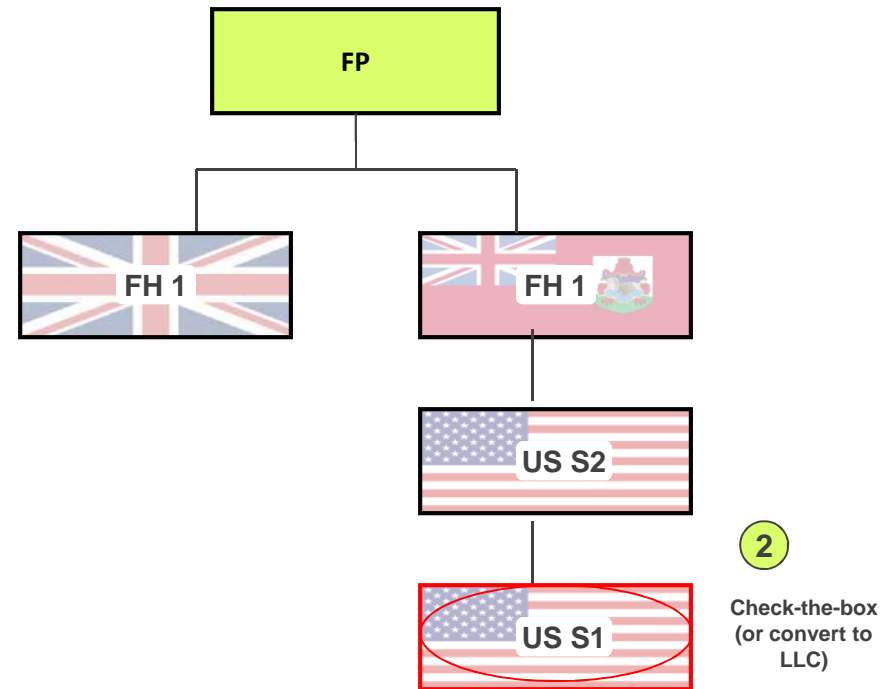 FP
FH 1
FH 1
US S2
2
US S1
Check-the-box
(or convert to
LLC)